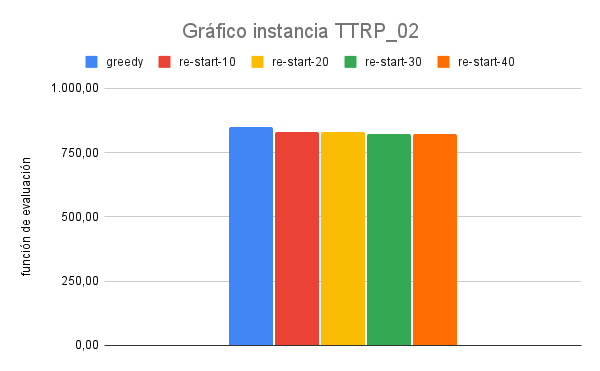 Gráfico instancia TTRP_02
greedy re-start-10 re-start-20 re-start-30 re-start-40
1.000,00
750,00
500,00
250,00
0,00
función de evaluación